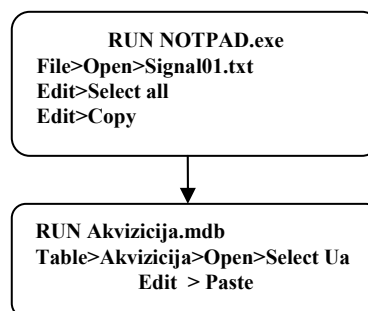 RUN NOTPAD.exe
File>Open>Signal01.txt
Edit>Select all
Edit>Copy
RUN Akvizicija.mdb
Table>Akvizicija>Open>Select Ua
Edit > Paste